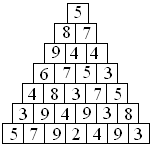 5
8 7
9 4 4
6 7 5 3
4 8 3 7 5
3 9 4 9 3 8
5 7 9 2 4 9 3